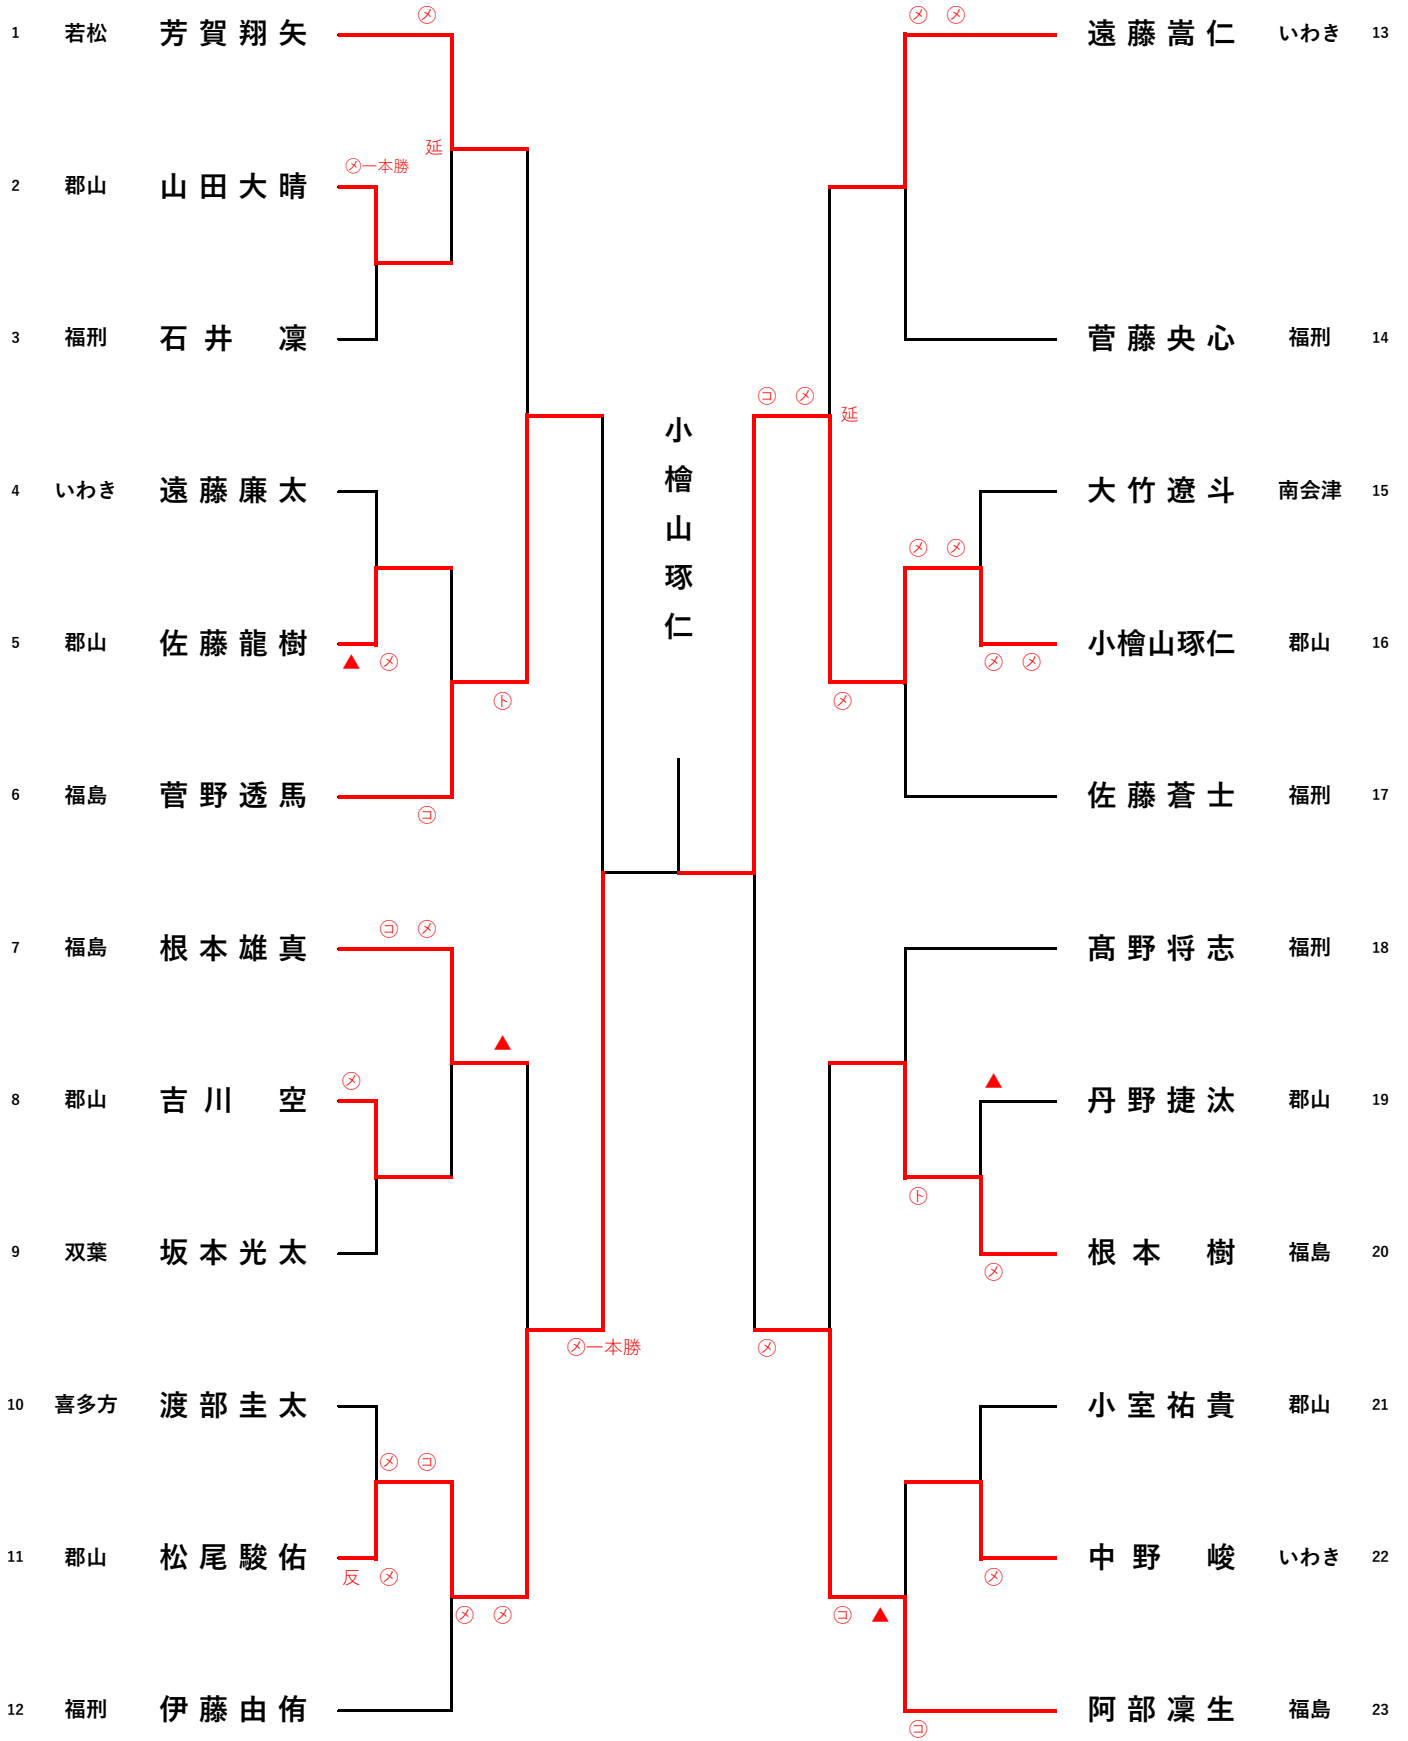 1 若松 芳賀翔矢 ㋱
延
2 郡山 山田大晴 ㋱一本勝
3 福刑 石井 凜
4 いわき 遠藤廉太
5 郡山 佐藤龍樹
▲ ㋱
㋣
6 福島 菅野透馬
㋙
7 福島 根本雄真 ㋙ ㋱
▲
8 郡山 吉川 空 ㋱
9 双葉 坂本光太
㋱一本勝
10 喜多方 渡部圭太
㋱ ㋙
11 郡山 松尾駿佑
反 ㋱
㋱ ㋱
12 福刑 伊藤由侑
小檜山琢仁
㋱ ㋱ 遠藤嵩仁 いわき 13
菅藤央心 福刑 14
㋙ ㋱ 延
大竹遼斗 南会津 15
㋱ ㋱
小檜山琢仁 郡山 16
㋱ ㋱
㋱
佐藤蒼士 福刑 17
髙野将志 福刑 18
▲
丹野捷汰 郡山 19
㋣
根本 樹 福島 20
㋱
㋱
小室祐貴 郡山 21
中野 峻 いわき 22
㋱
㋙ ▲
阿部凜生 福島 23
㋙